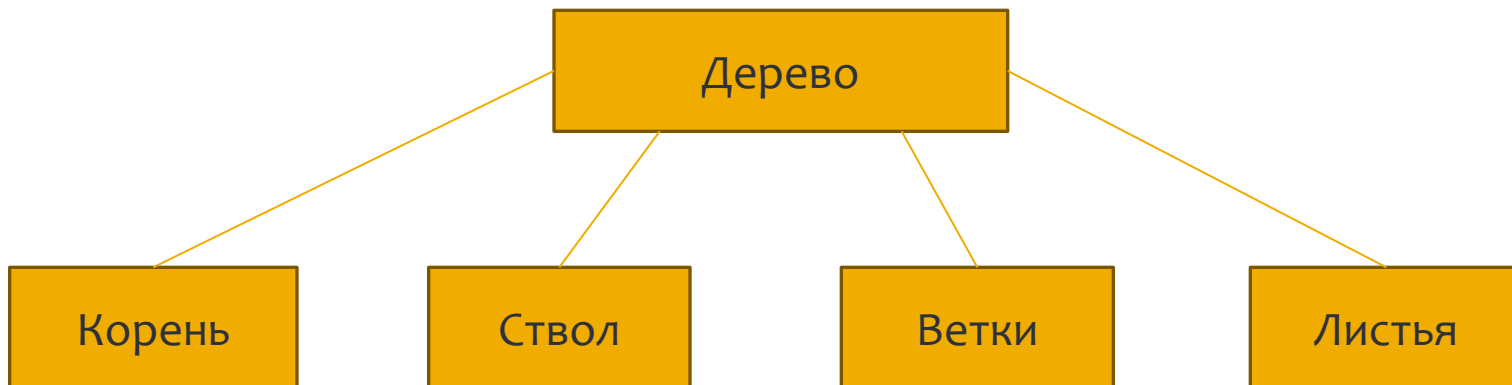 Дерево
Корень
Ствол
Ветки
Листья